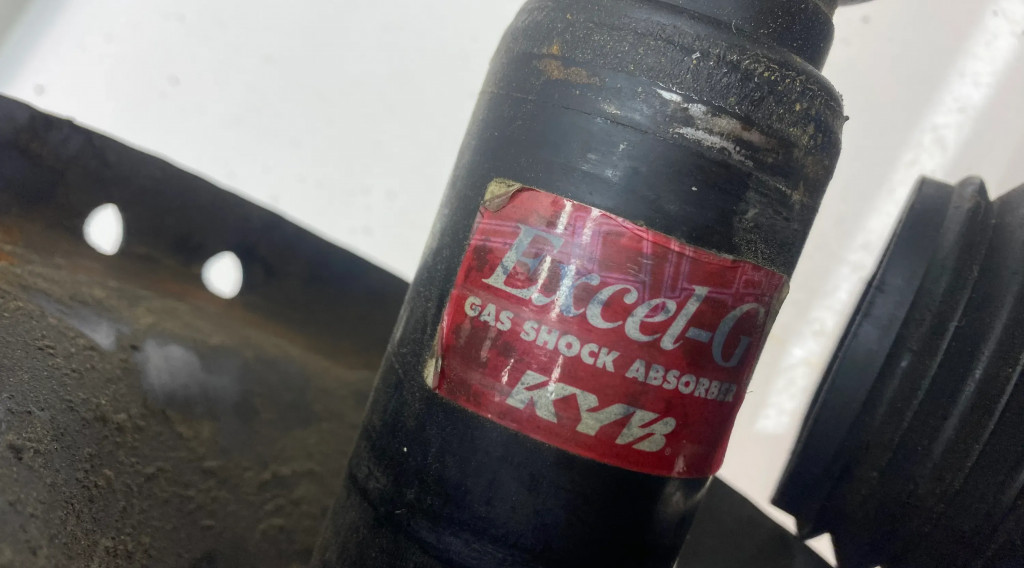 Excel-G
GAS SHOCK ABSORBER
KYB